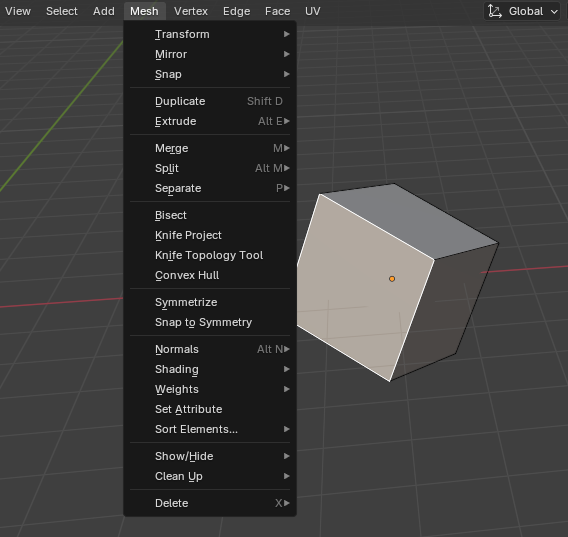 View Select Add Mesh Vertex Edge Face UV Global
Transform
Mirror
Snap
Duplicate Shift D
Extrude Alt E
Merge M
Split Alt M
Separate P
Bisect
Knife Project
Knife Topology Tool
Convex Hull
Symmetrize
Snap to Symmetry
Normals Alt N
Shading
Weights
Set Attribute
Sort Elements...
Show/Hide
Clean Up
Delete X